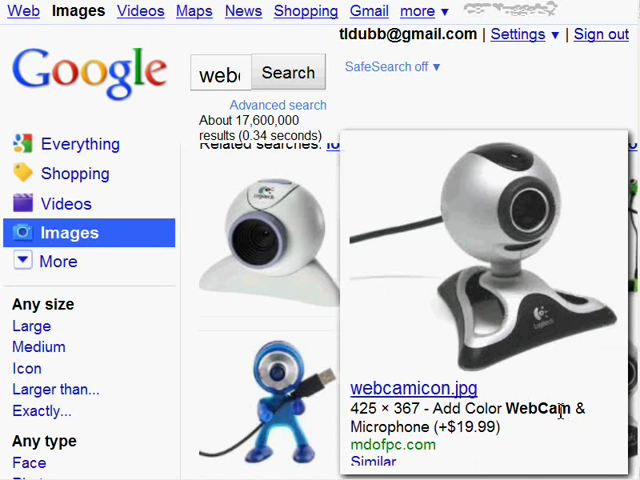 Web Images Videos Maps News Shopping Gmail more ▼
tldubb@gmail.com | Settings ▼ | Sign out
Google
web
Search
SafeSearch off ▼
Advanced search
About 17,600,000
results (0.34 seconds)
Related searches:
Everything
Shopping
Videos
Images
More
Any size
Large
Medium
Icon
Larger than...
Exactly...
Any type
Face
Logitech
Logitech
webcamicon.jpg
425 × 367 - Add Color WebCam &
Microphone (+$19.99)
mdofpc.com
Similar